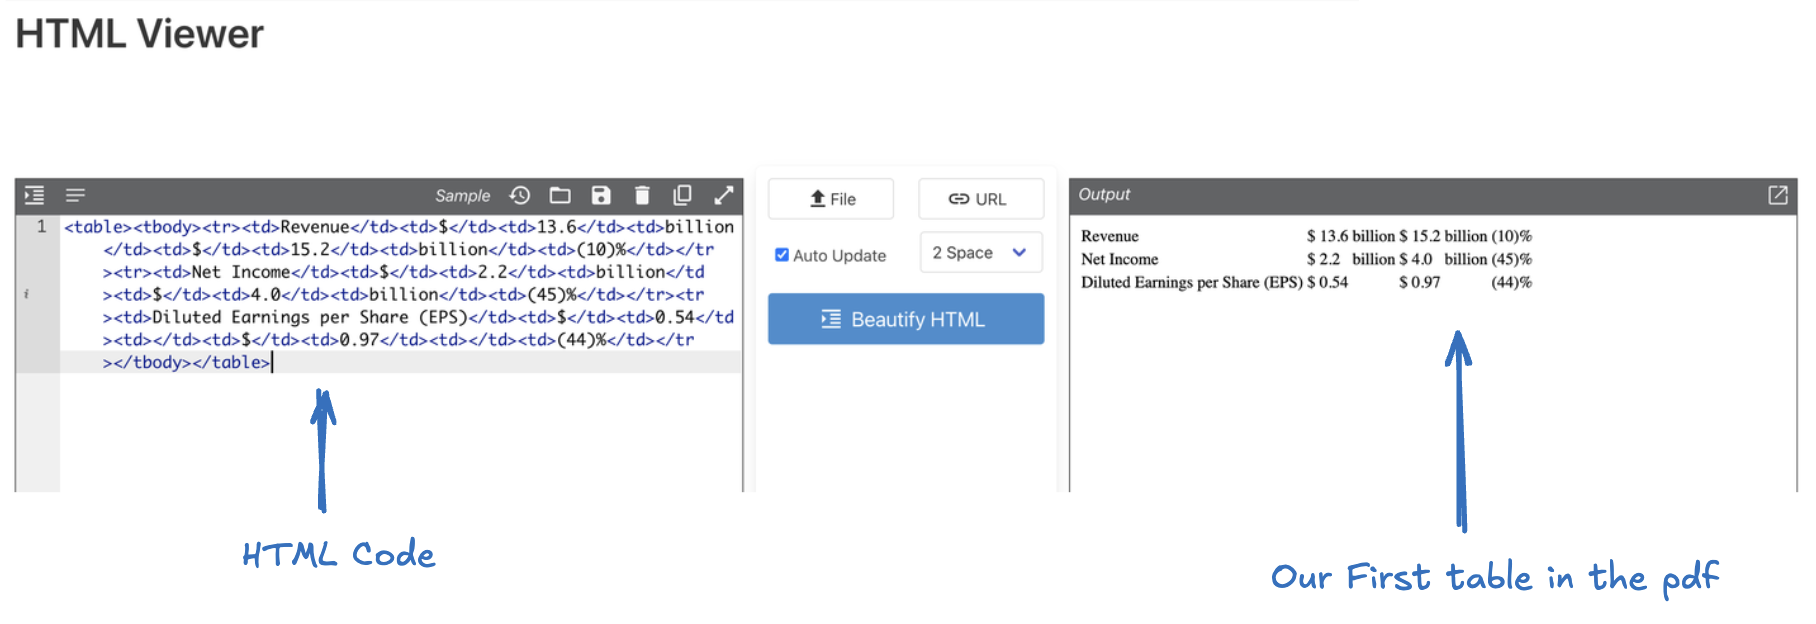 HTML Viewer
Sample
1 <table><tbody><tr><td>Revenue</td><td>$</td><td>13.6</td><td>billion
</td><td>$</td><td>15.2</td><td>billion</td><td>(10)%</td></tr
><tr><td>Net Income</td><td>$</td><td>2.2</td><td>billion</td
><td>$</td><td>4.0</td><td>billion</td><td>(45)%</td></tr><tr
><td>Diluted Earnings per Share (EPS)</td><td>$</td><td>0.54</td
><td></td><td>$</td><td>0.97</td><td></td><td>(44)%</td></tr
></tbody></table>
i
File
URL
Auto Update
2 Space
Beautify HTML
Output
Revenue $ 13.6 billion $ 15.2 billion (10)%
Net Income $ 2.2 billion $ 4.0 billion (45)%
Diluted Earnings per Share (EPS) $ 0.54 $ 0.97 (44)%
HTML Code
Our First table in the pdf